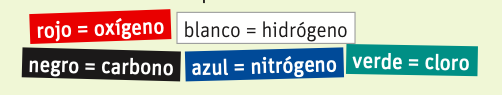 rojo = oxígeno
blanco = hidrógeno
negro = carbono
azul = nitrógeno
verde = cloro